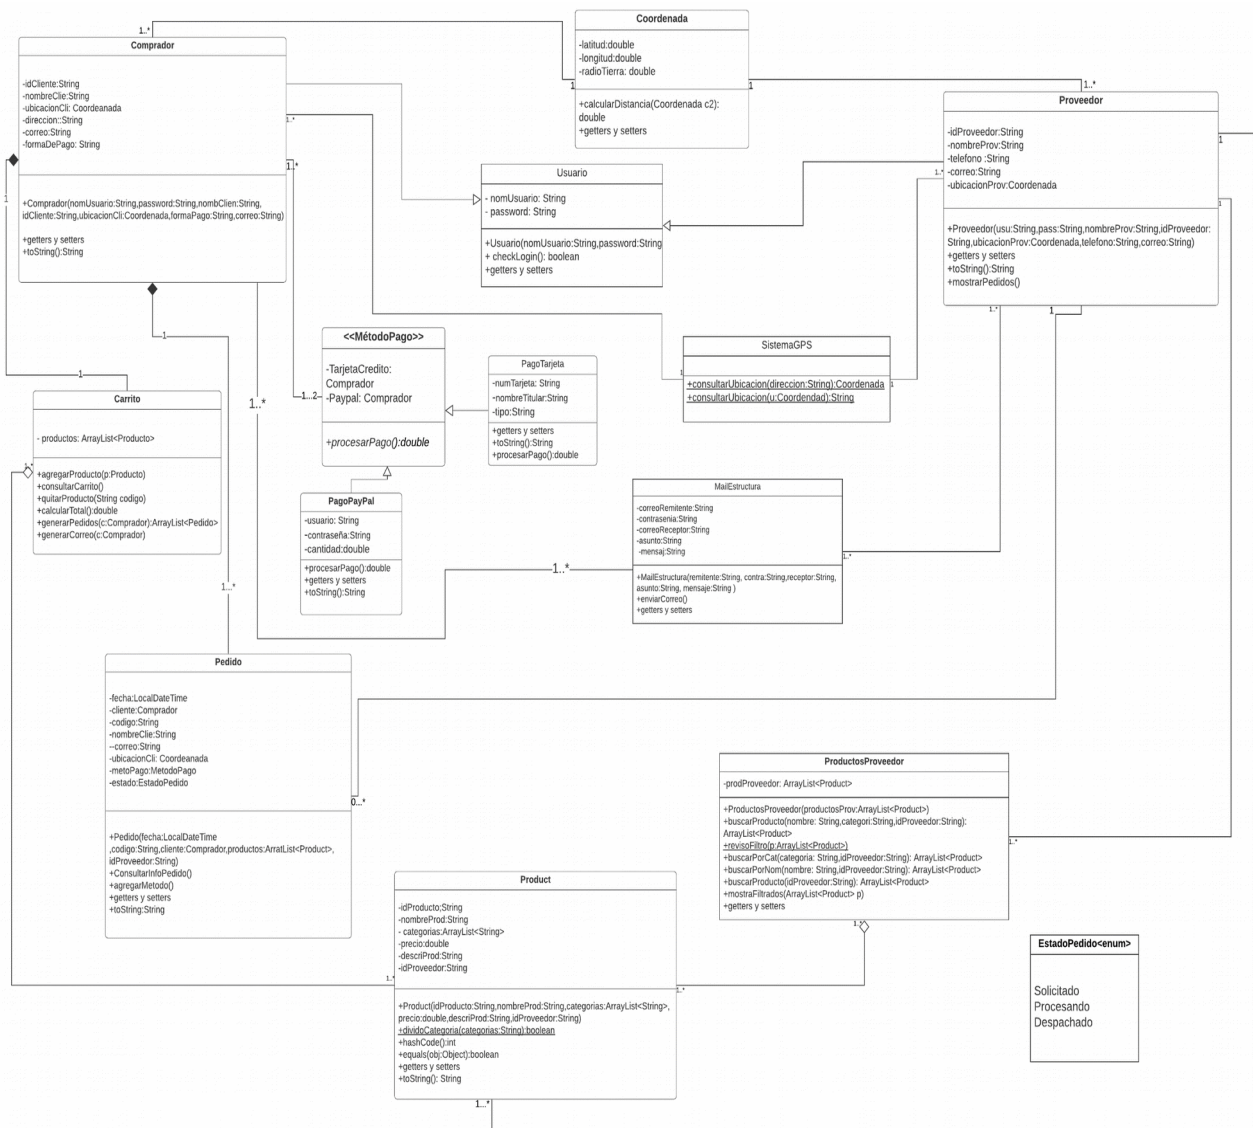 Coordenada
-latitud:double
-longitud:double
-radioTierra: double
+calcularDistancia(Coordenada c2):
double
+getters y setters
1..*
1
1
1..*
Comprador
-idCliente:String
-nombreClie:String
-ubicacionCli: Coordeanada
-direccion::String
-correo:String
-formaDePago: String
+Comprador(nomUsuario:String,password:String,nombClien:String,
idCliente:String,ubicacionCli:Coordenada,formaPago:String,correo:String)
+getters y setters
+toString():String
1..*
1..*
1
1
1
1..*
1..*
Proveedor
-idProveedor:String
-nombreProv:String
-telefono :String
-correo:String
-ubicacionProv:Coordenada
+Proveedor(usu:String,pass:String,nombreProv:String,idProveedor:
String,ubicacionProv:Coordenada,telefono:String,correo:String)
+getters y setters
+toString():String
+mostrarPedidos()
1
1..*
1
1..*
1
Usuario
- nomUsuario: String
- password: String
+Usuario(nomUsuario:String,password:String
+ checkLogin(): boolean
+getters y setters
<<MétodoPago>>
-TarjetaCredito:
Comprador
-Paypal: Comprador
+procesarPago():double
1...2
PagoTarjeta
-numTarjeta: String
-nombreTitular:String
-tipo:String
+getters y setters
+toString():String
+procesarPago():double
SistemaGPS
+consultarUbicacion(direccion:String):Coordenada
+consultarUbicacion(u:Coordendad):String
1
1
Carrito
- productos: ArrayList<Producto>
+agregarProducto(p:Producto)
+consultarCarrito()
+quitarProducto(String codigo)
+calcularTotal():double
+generarPedidos(c:Comprador):ArrayList<Pedido>
+generarCorreo(c:Comprador)
1..*
PagoPayPal
-usuario: String
-contraseña:String
-cantidad:double
+procesarPago():double
+getters y setters
+toString():String
MailEstructura
-correoRemitente:String
-contrasenia:String
-correoReceptor:String
-asunto:String
-mensaj:String
+MailEstructura(remitente:String, contra:String,receptor:String,
asunto:String, mensaje:String )
+enviarCorreo()
+getters y setters
1..*
1..*
Pedido
-fecha:LocalDateTime
-cliente:Comprador
-codigo:String
-nombreClie:String
--correo:String
-ubicacionCli: Coordeanada
-metoPago:MetodoPago
-estado:EstadoPedido
+Pedido(fecha:LocalDateTime
,codigo:String,cliente:Comprador,productos:ArratList<Product>,
idProveedor:String)
+ConsultarInfoPedido()
+agregarMetodo()
+getters y setters
+toString:String
0...*
ProductosProveedor
-prodProveedor: ArrayList<Product>
+ProductosProveedor(productosProv:ArrayList<Product>)
+buscarProducto(nombre: String,categori:String,idProveedor:String):
ArrayList<Product>
+revisoFiltro(p:ArrayList<Product>)
+buscarPorCat(categoria: String,idProveedor:String): ArrayList<Product>
+buscarPorNom(nombre: String,idProveedor:String): ArrayList<Product>
+buscarProducto(idProveedor:String): ArrayList<Product>
+mostraFiltrados(ArrayList<Product> p)
+getters y setters
1..*
1..*
Product
-idProducto;String
-nombreProd:String
- categorias:ArrayList<String>
-precio:double
-descriProd:String
-idProveedor:String
+Product(idProducto:String,nombreProd:String,categorias:ArrayList<String>,
precio:double,descriProd:String,idProveedor:String)
+dividoCategoria(categorias:String):boolean
+hashCode():int
+equals(obj:Object):boolean
+getters y setters
+toString(): String
1..*
1..*
1...*
EstadoPedido<enum>
Solicitado
Procesando
Despachado